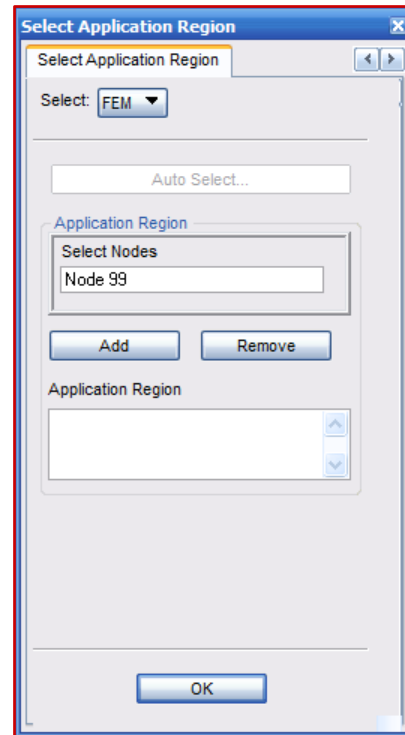 Select Application Region
Select Application Region
Select: FEM
Auto Select...
Application Region
Select Nodes
Node 99
Add Remove
Application Region
OK